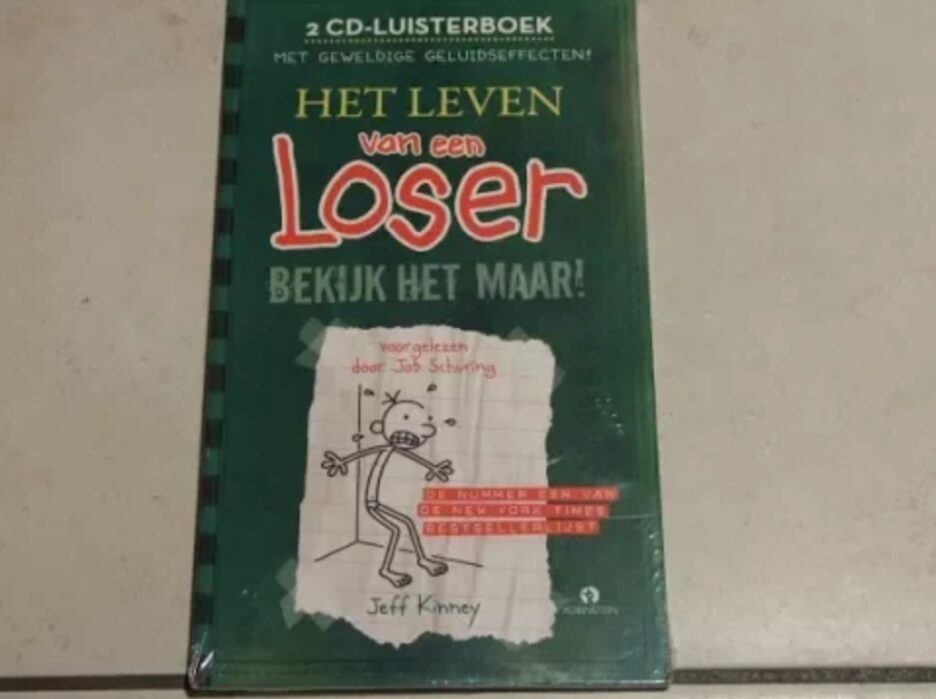 2 CD-LUISTERBOEK
MET GEWELDIGE GELUIDSEFFECTEN!
HET LEVEN
van een
Loser
BEKIJK HET MAAR!
voorgelezen
door Job Schuring
DE NUMMER EEN VAN
DE NEW YORK TIMES
BESTSELLERLIJST
Jeff Kinney
RUBINSTEIN